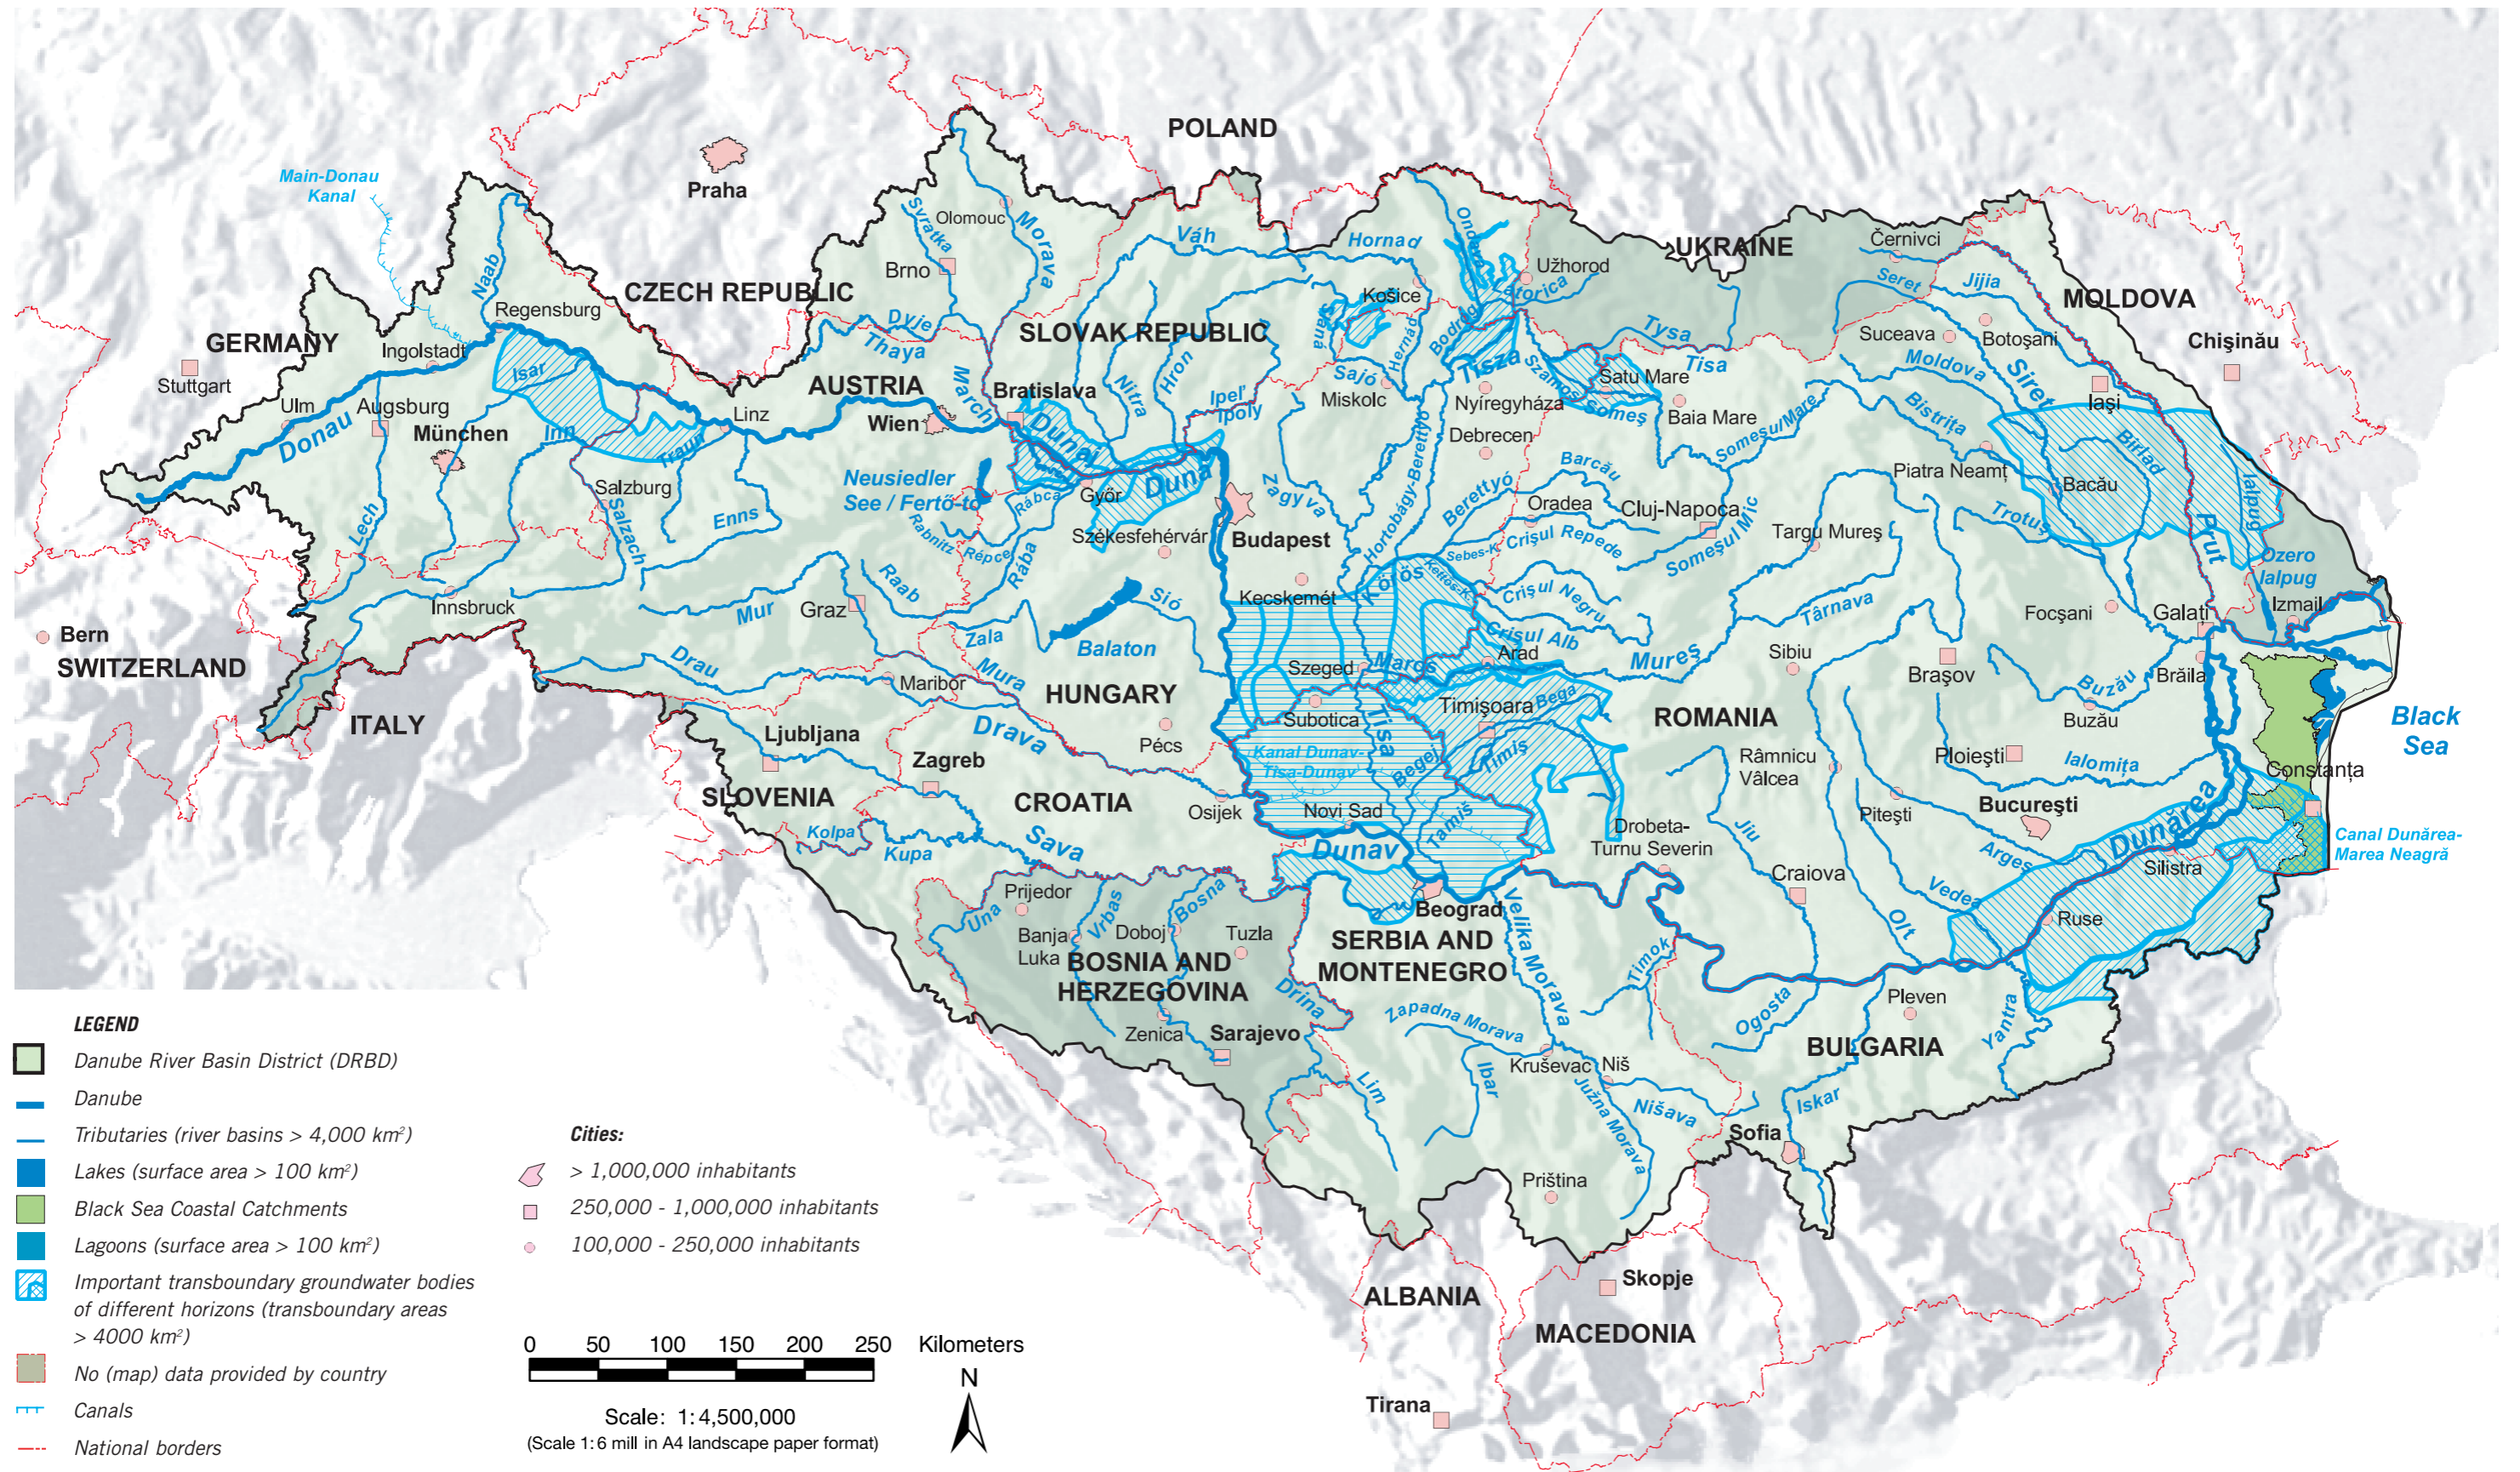 POLAND
Main-Donau
Kanal
Praha
Olomouc
Svratka
Morava
Váh
Hornad
Ondava
UKRAINE
Černivci
Užhorod
Latorica
Seret
Jijia
MOLDOVA
Chişinău
Naab
Regensburg
CZECH REPUBLIC
Brno
Dyje
Thaya
SLOVAK REPUBLIC
Košice
Slaná
Hernád
Bodrog
Tysa
Tisa
Suceava
Botoşani
GERMANY
Stuttgart
Ingolstadt
Isar
AUSTRIA
March
Bratislava
Nitra
Hron
Ipeľ
Ipoly
Sajó
Miskolc
Tisza
Szamos
Someş
Nyíregyháza
Satu Mare
Baia Mare
Moldova
Siret
Iaşi
Ulm
Augsburg
Donau
München
Inn
Traun
Linz
Wien
Dunaj
Duna
Debrecen
Hortobágy-Berettyó
Someşu/Mare
Bistriţa
Birlad
Piatra Neamţ
Bacău
Ialpug
Lech
Salzburg
Salzach
Enns
Neusiedler
See / Fertő-tó
Rábca
Győr
Rabnitz
Répce
Rába
Székesfehérvár
Budapest
Zagyva
Berettyó
Barcău
Oradea
Cluj-Napoca
Sebes-K.
Crişul Repede
Someşul Mic
Targu Mureş
Trotuş
Prut
Ozero
Ialpug
Innsbruck
Mur
Graz
Raab
Sió
Kecskemét
Körös
Kettős-K.
Crişul Negru
Târnava
Focşani
Galaţi
Izmail
Bern
SWITZERLAND
Drau
Zala
Balaton
Crişul Alb
Arad
Szeged
Maros
Mureş
Sibiu
Braşov
Buzău
Brăila
Maribor
Mura
HUNGARY
ITALY
Drava
Pécs
Subotica
Tisa
Timişoara
Bega
ROMANIA
Buzău
Black
Sea
Ljubljana
Zagreb
Kanal Dunav-
Tisa-Dunav
Begej
Timiş
Râmnicu
Vâlcea
Ploieşti
Ialomiţa
Constanţa
SLOVENIA
CROATIA
Osijek
Novi Sad
Tamiš
Drobeta-
Turnu Severin
Jiu
Piteşti
Bucureşti
Dunărea
Canal Dunărea-
Marea Neagră
Kolpa
Kupa
Sava
Dunav
Craiova
Argeş
Silistra
Prijedor
Una
Vrbas
Bosna
Beograd
Velika Morava
Vedea
Olt
Ruse
Banja
Luka
Doboj
Tuzla
SERBIA AND
MONTENEGRO
BOSNIA AND
HERZEGOVINA
Drina
Timok
Pleven
Zenica
Sarajevo
Zapadna Morava
Ogosta
Yantra
BULGARIA
Lim
Ibar
Kruševac
Niš
Južna Morava
Nišava
Iskar
Sofia
Priština
ALBANIA
Skopje
MACEDONIA
Tirana
LEGEND
Danube River Basin District (DRBD)
Danube
Tributaries (river basins > 4,000 km²)
Lakes (surface area > 100 km²)
Black Sea Coastal Catchments
Lagoons (surface area > 100 km²)
Important transboundary groundwater bodies
of different horizons (transboundary areas
> 4000 km²)
No (map) data provided by country
Canals
National borders
Cities:
> 1,000,000 inhabitants
250,000 - 1,000,000 inhabitants
100,000 - 250,000 inhabitants
0 50 100 150 200 250 Kilometers
N
Scale: 1:4,500,000
(Scale 1:6 mill in A4 landscape paper format)